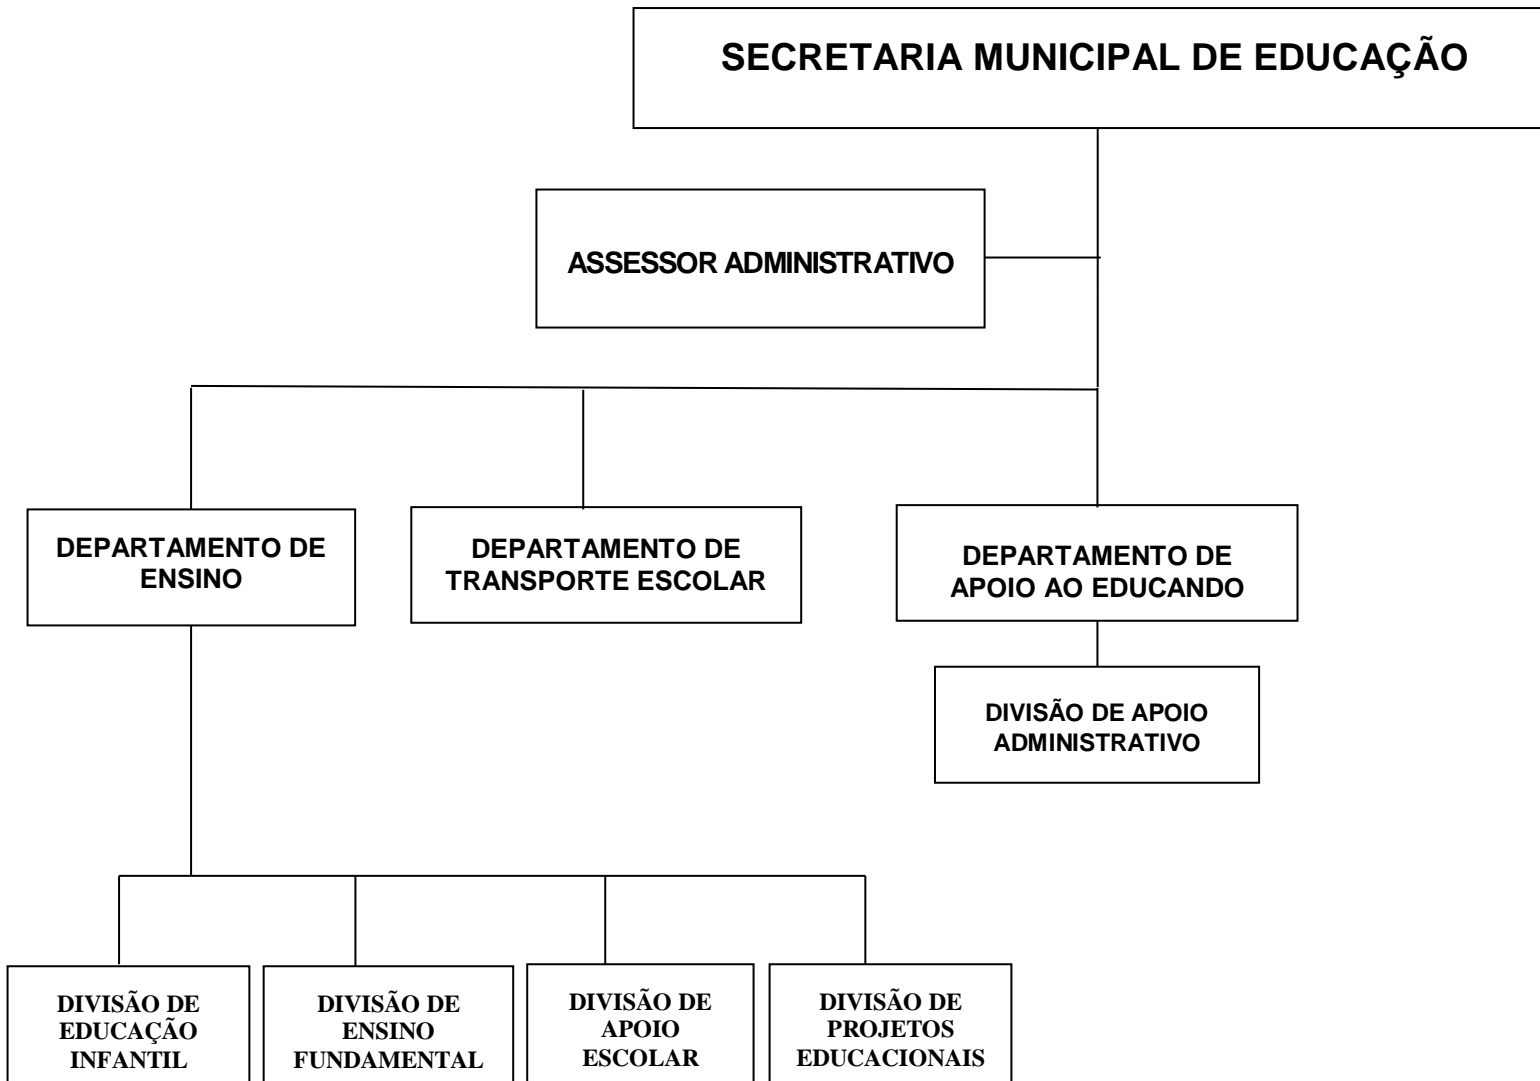 SECRETARIA MUNICIPAL DE EDUCAÇÃO
ASSESSOR ADMINISTRATIVO
DEPARTAMENTO DE
ENSINO
DEPARTAMENTO DE
TRANSPORTE ESCOLAR
DEPARTAMENTO DE
APOIO AO EDUCANDO
DIVISÃO DE APOIO
ADMINISTRATIVO
DIVISÃO DE
EDUCAÇÃO
INFANTIL
DIVISÃO DE
ENSINO
FUNDAMENTAL
DIVISÃO DE
APOIO
ESCOLAR
DIVISÃO DE
PROJETOS
EDUCACIONAIS